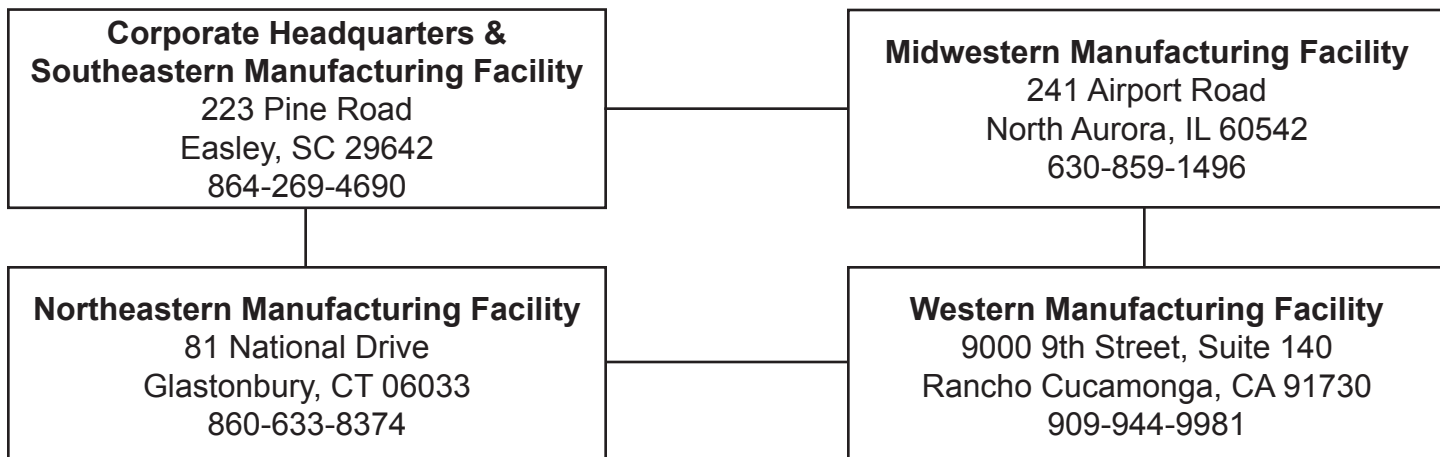 Corporate Headquarters &
Southeastern Manufacturing Facility
223 Pine Road
Easley, SC 29642
864-269-4690
Midwestern Manufacturing Facility
241 Airport Road
North Aurora, IL 60542
630-859-1496
Northeastern Manufacturing Facility
81 National Drive
Glastonbury, CT 06033
860-633-8374
Western Manufacturing Facility
9000 9th Street, Suite 140
Rancho Cucamonga, CA 91730
909-944-9981